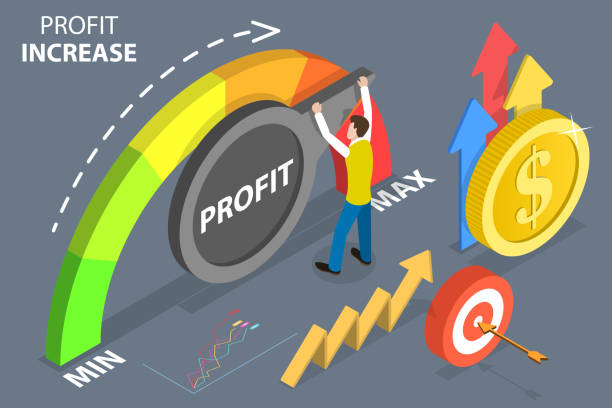 PROFIT
INCREASE
PROFIT
MAX
MIN
$